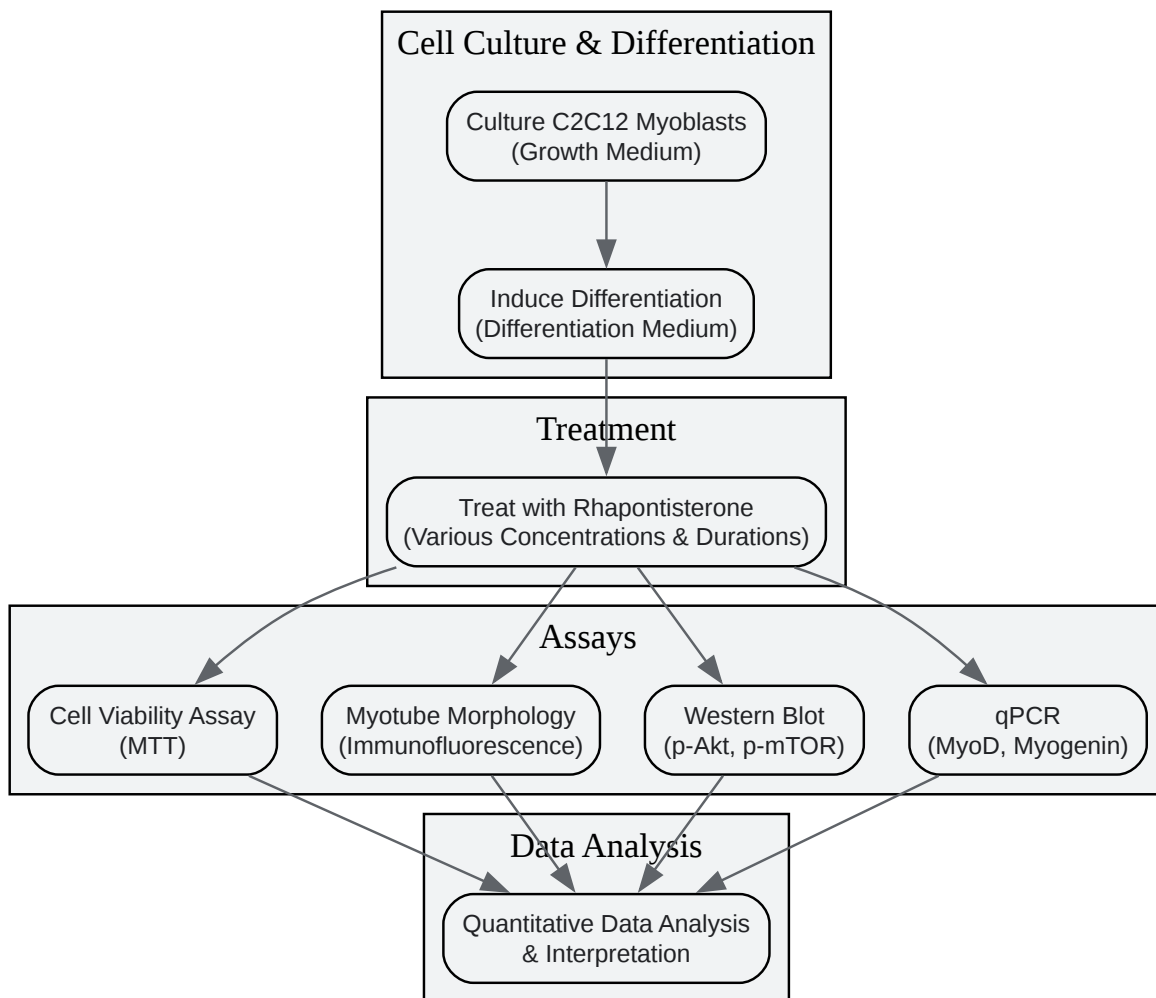 Cell Culture & Differentiation
Culture C2C12 Myoblasts
(Growth Medium)
Induce Differentiation
(Differentiation Medium)
Treatment
Treat with Rhapontisterone
(Various Concentrations & Durations)
Assays
Cell Viability Assay
(MTT)
Myotube Morphology
(Immunofluorescence)
Western Blot
(p-Akt, p-mTOR)
qPCR
(MyoD, Myogenin)
Data Analysis
Quantitative Data Analysis
& Interpretation